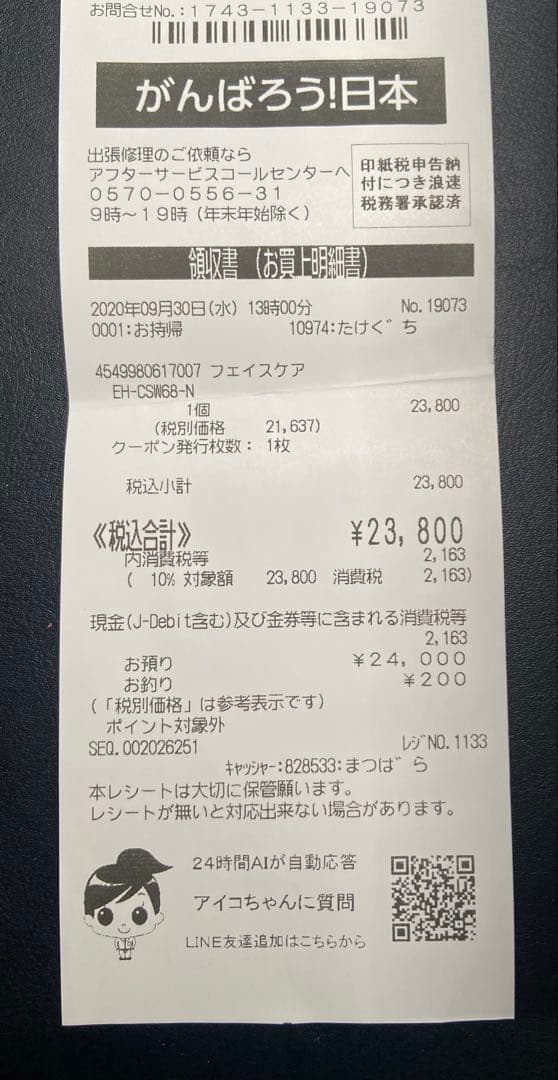 お問合せNo.:1743-1133-19073
がんばろう!日本
出張修理のご依頼なら
アフターサービスコールセンターへ
0570-0556-31
9時～19時(年末年始除く)
印紙税申告納
付につき浪速
税務署承認済
領収書 (お買上明細書)
2020年09月30日(水) 13時00分 No.19073
0001:お持帰 10974:たけぐち
4549980617007 フェイスケア
EH-CSW68-N
1個 23,800
(税別価格 21,637)
クーポン発行枚数: 1枚
税込小計 23,800
《税込合計》 ¥23,800
内消費税等 2,163
( 10% 対象額 23,800 消費税 2,163)
現金(J-Debit含む)及び金券等に含まれる消費税等
2,163
お預り ¥24,000
お釣り ¥200
(「税別価格」は参考表示です)
ポイント対象外
SEQ.002026251 ﾚｼﾞNO.1133
ｷｬｯｼｬｰ:828533:まつばら
本レシートは大切に保管願います。
レシートが無いと対応出来ない場合があります。
24時間AIが自動応答
アイコちゃんに質問
LINE友達追加はこちらから